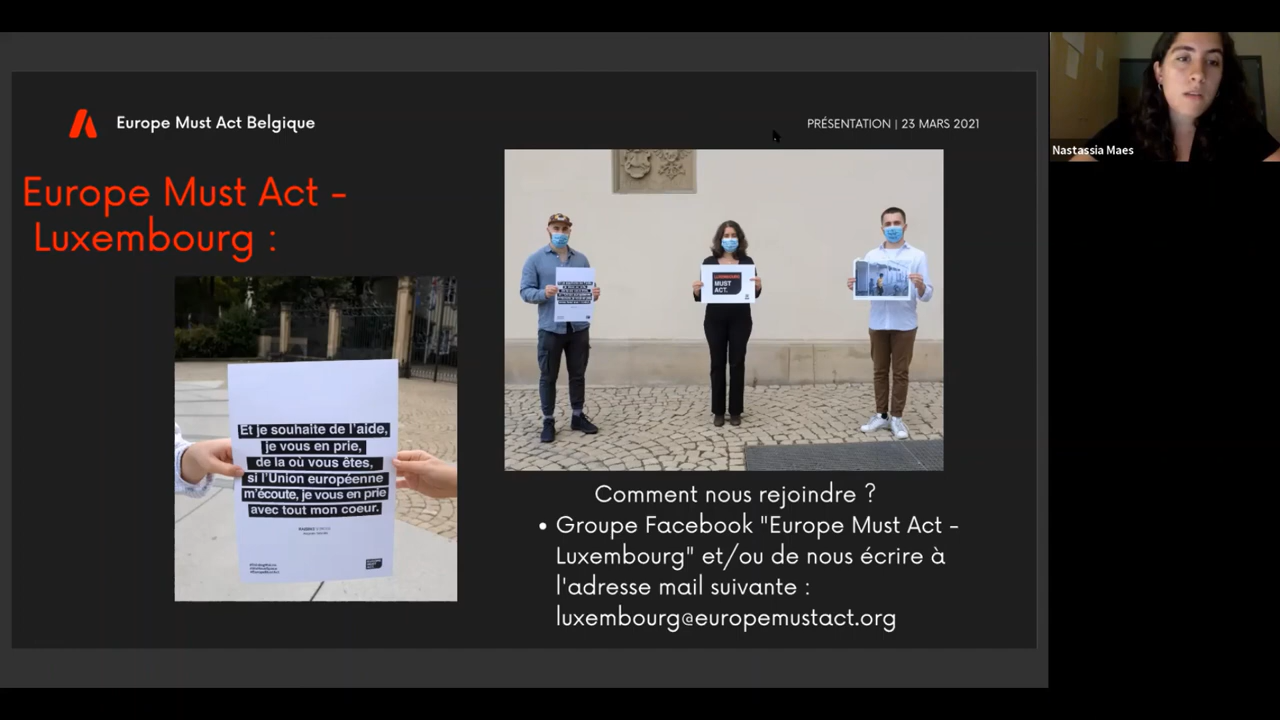 Europe Must Act Belgique
PRÉSENTATION | 23 MARS 2021
Nastassia Maes
Europe Must Act -
Luxembourg :
MUST
ACT.
Et je souhaite de l'aide,
je vous en prie,
de la où vous êtes,
si l'Union européenne
m'écoute, je vous en prie
avec tout mon coeur.
Comment nous rejoindre ?
• Groupe Facebook "Europe Must Act -
Luxembourg" et/ou de nous écrire à
l'adresse mail suivante :
luxembourg@europemustact.org